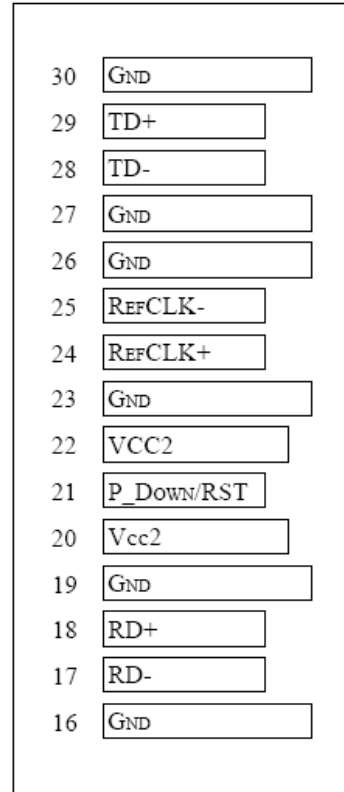 30 GND
29 TD+
28 TD-
27 GND
26 GND
25 REFCLK-
24 REFCLK+
23 GND
22 VCC2
21 P_DOWN/RST
20 Vcc2
19 GND
18 RD+
17 RD-
16 GND